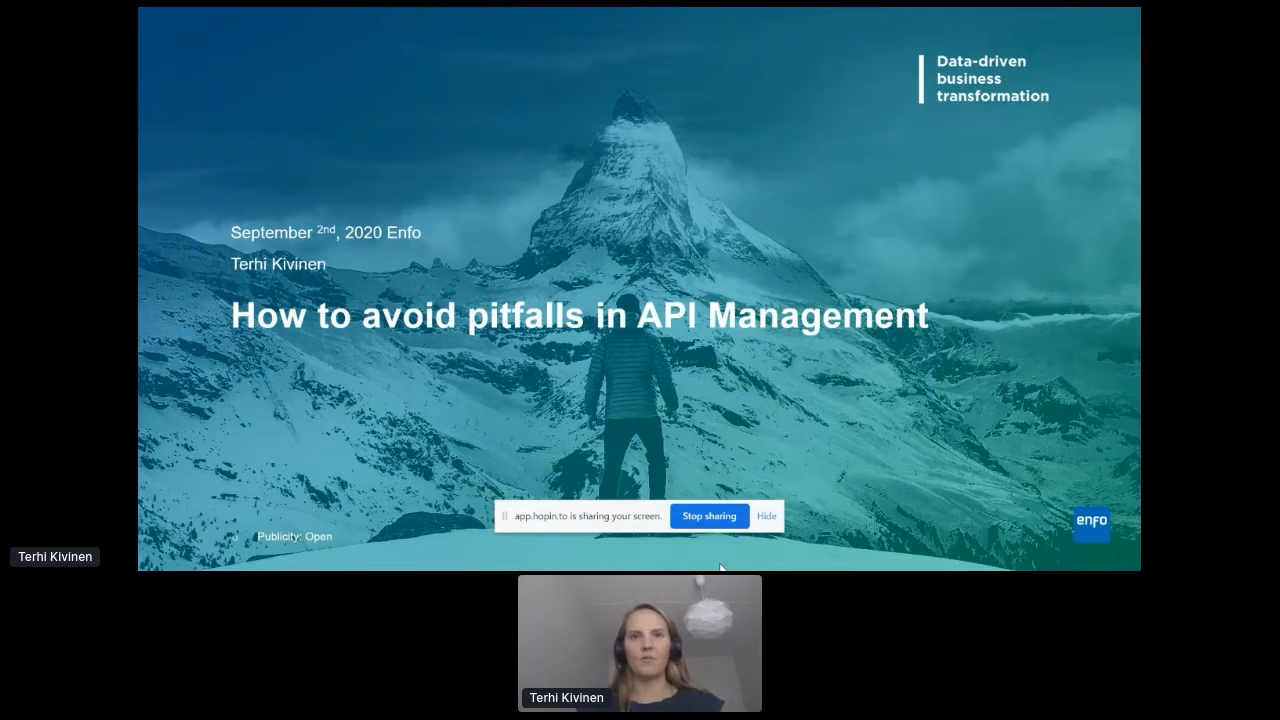 Data-driven
business
transformation
September 2nd, 2020 Enfo
Terhi Kivinen
How to avoid pitfalls in API Management
app.hopin.to is sharing your screen.
Stop sharing
Hide
enfo
Publicity: Open
Terhi Kivinen
Terhi Kivinen